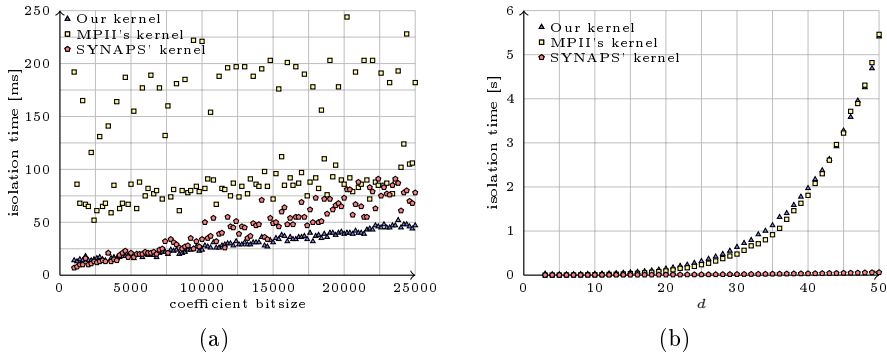 250
200
150
100
50
0
isolation time [ms]
Our kernel
MPII's kernel
SYNAPS' kernel
0 5000 10000 15000 20000 25000
coefficient bitsize
(a)
6
5
4
3
2
1
0
isolation time [s]
Our kernel
MPII's kernel
SYNAPS' kernel
0 10 20 30 40 50
d
(b)